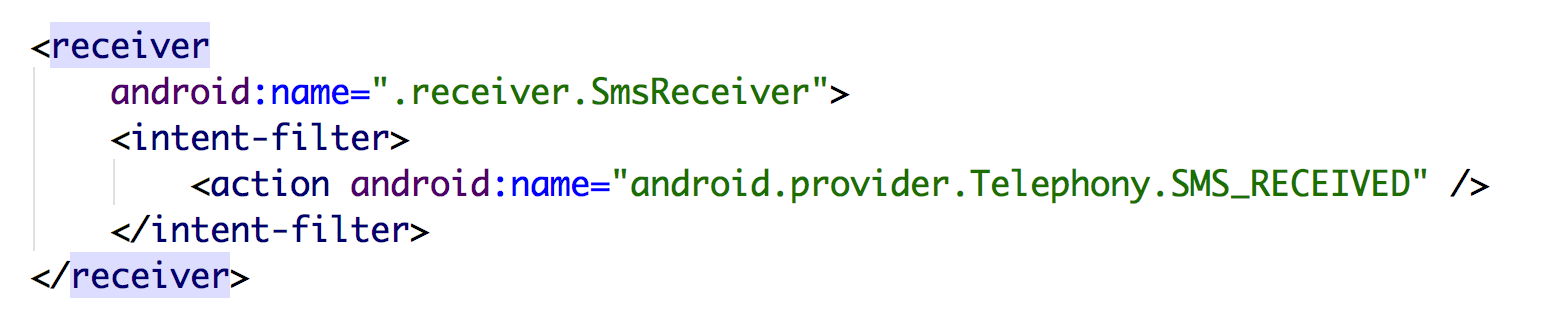 <receiver
android:name=".receiver.SmsReceiver">
<intent-filter>
<action android:name="android.provider.Telephony.SMS_RECEIVED" />
</intent-filter>
</receiver>